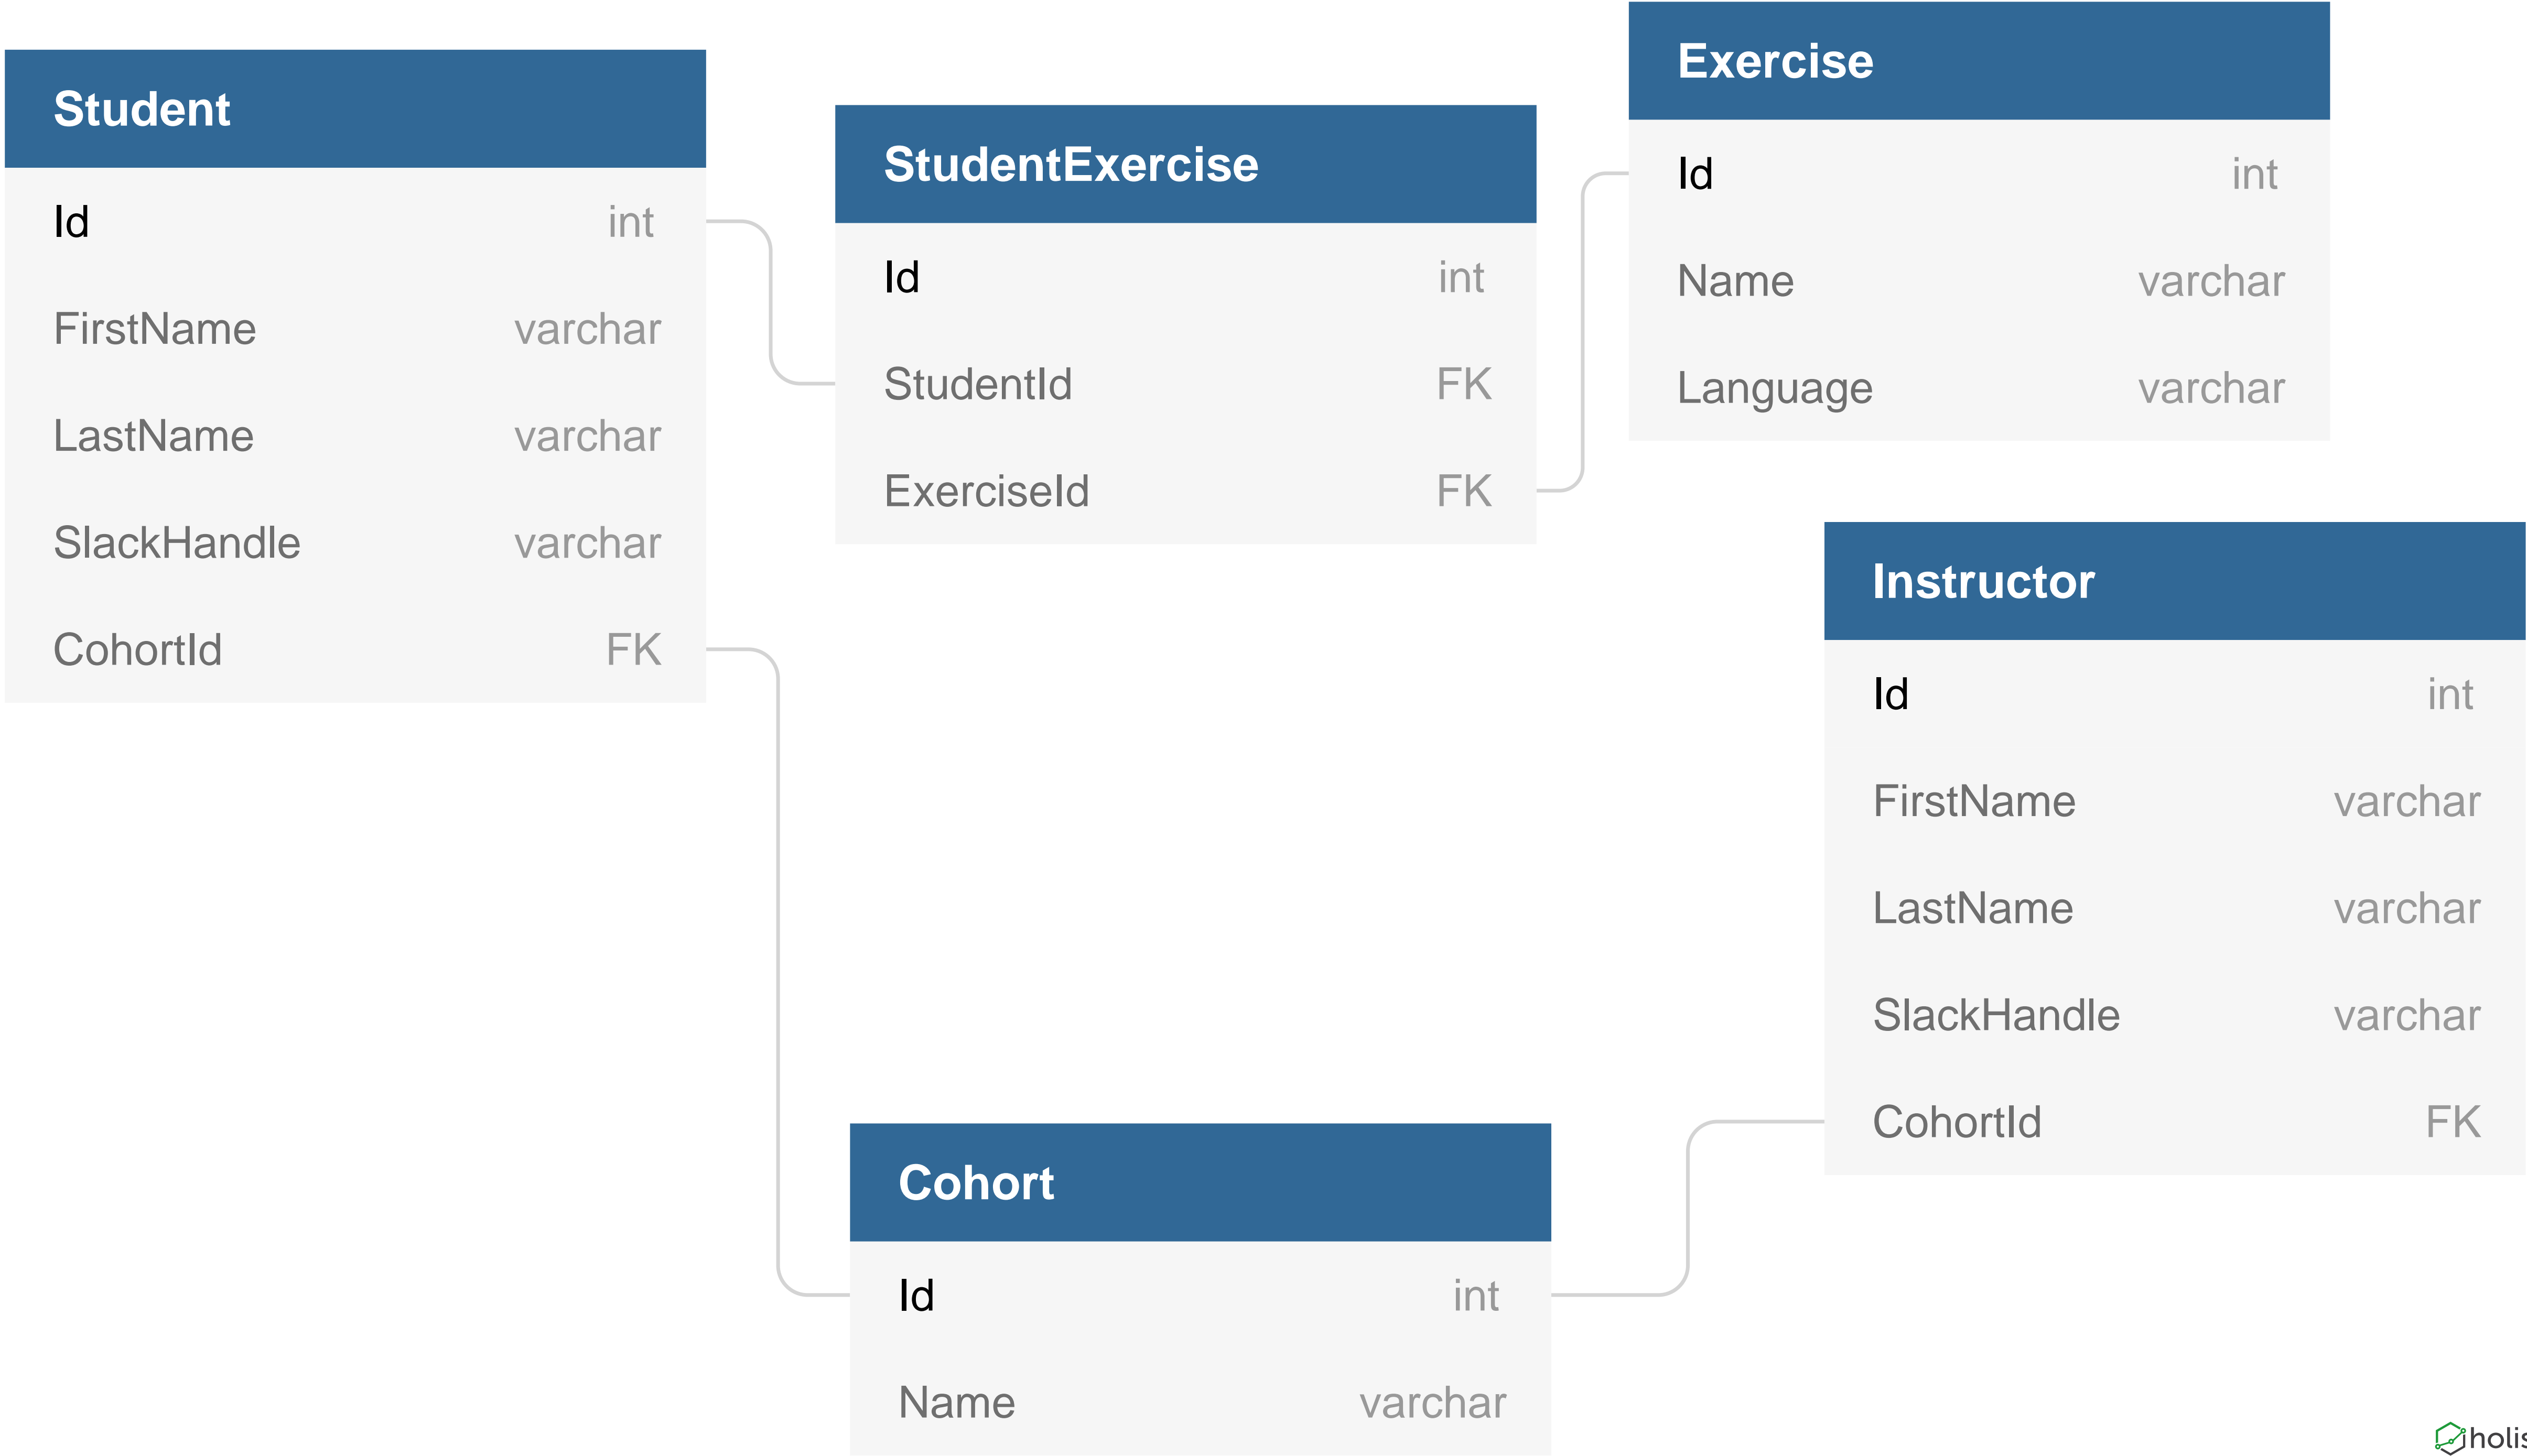 Student
Id int
FirstName varchar
LastName varchar
SlackHandle varchar
CohortId FK
StudentExercise
Id int
StudentId FK
ExerciseId FK
Exercise
Id int
Name varchar
Language varchar
Instructor
Id int
FirstName varchar
LastName varchar
SlackHandle varchar
CohortId FK
Cohort
Id int
Name varchar